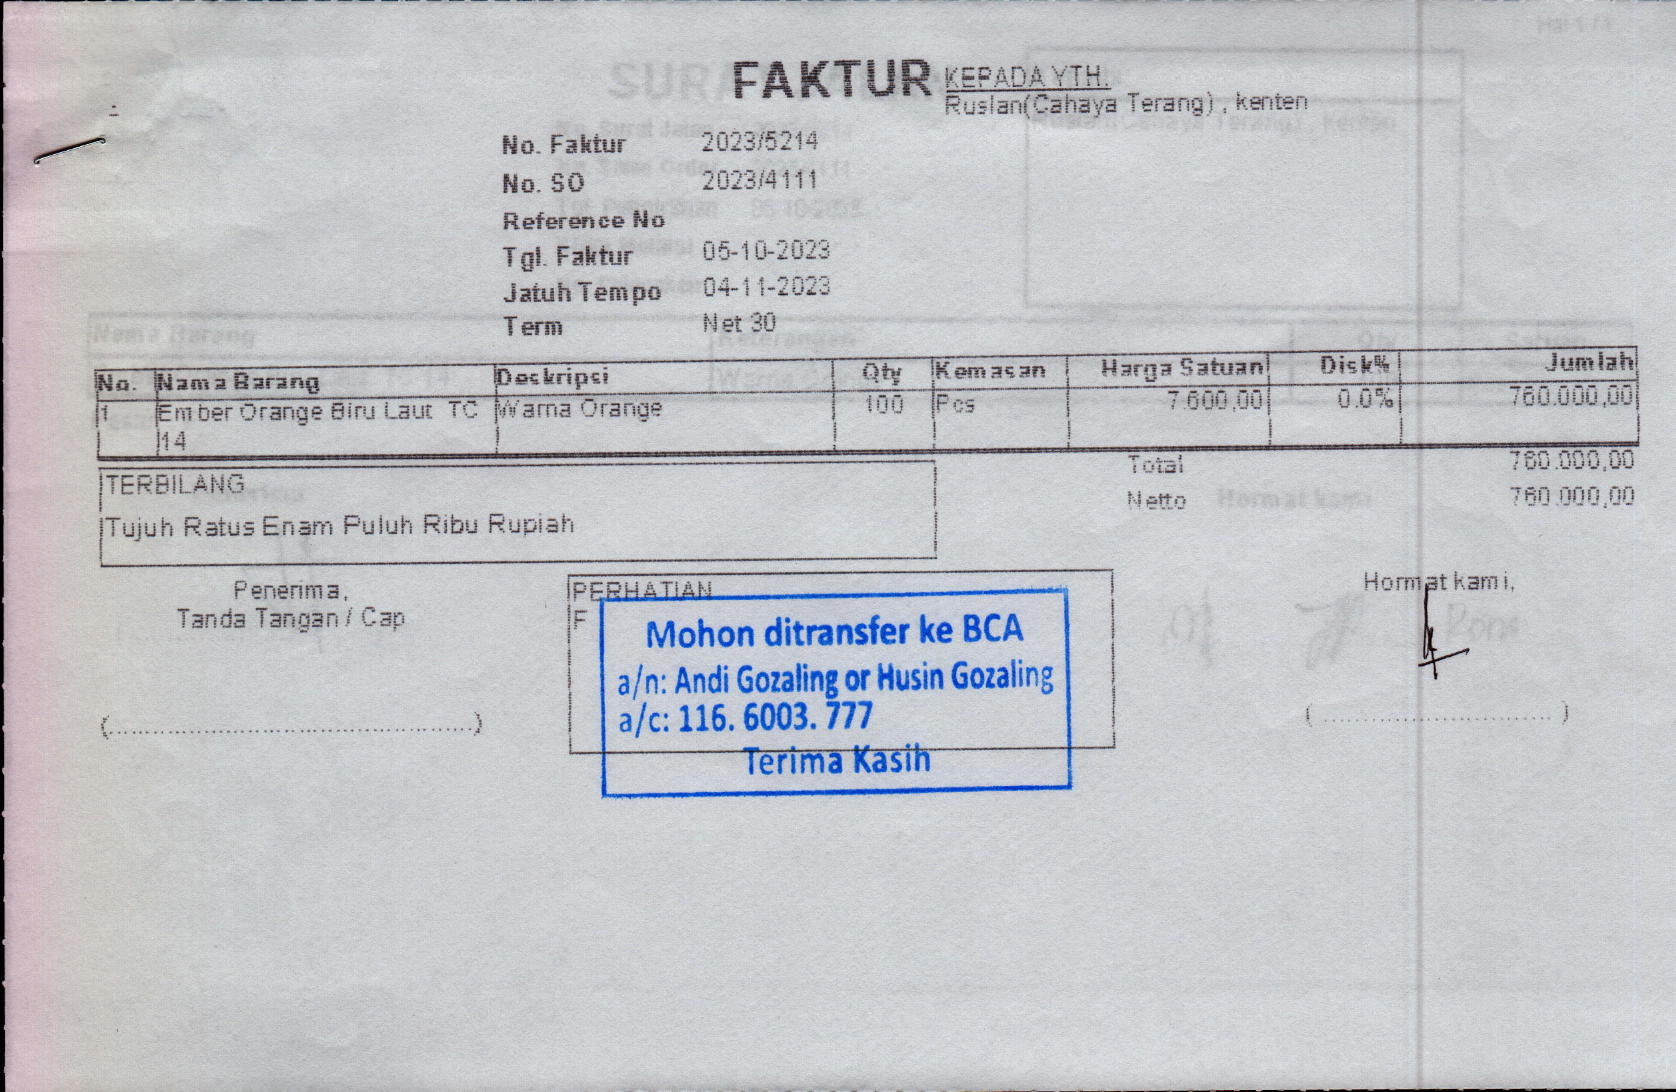 FAKTUR
KEPADA YTH.
Ruslan(Cahaya Terang) , kenten
No. Faktur 2023/5214
No. SO 2023/4111
Reference No
Tgl. Faktur 05-10-2023
Jatuh Tempo 04-11-2023
Term Net 30
No. Nama Barang Deskripsi Qty Kemasan Harga Satuan Disk% Jumlah
1 Ember Orange Biru Laut TC Warna Orange 100 Pcs 7.600,00 0.0% 760.000,00
14
Total 760.000,00
TERBILANG
Netto 760.000,00
Tujuh Ratus Enam Puluh Ribu Rupiah
Penerima,
Tanda Tangan / Cap
PERHATIAN
F
Hormat kami,
Mohon ditransfer ke BCA
a/n: Andi Gozaling or Husin Gozaling
a/c: 116. 6003. 777
Terima Kasih
(................................................)
( .............................. )